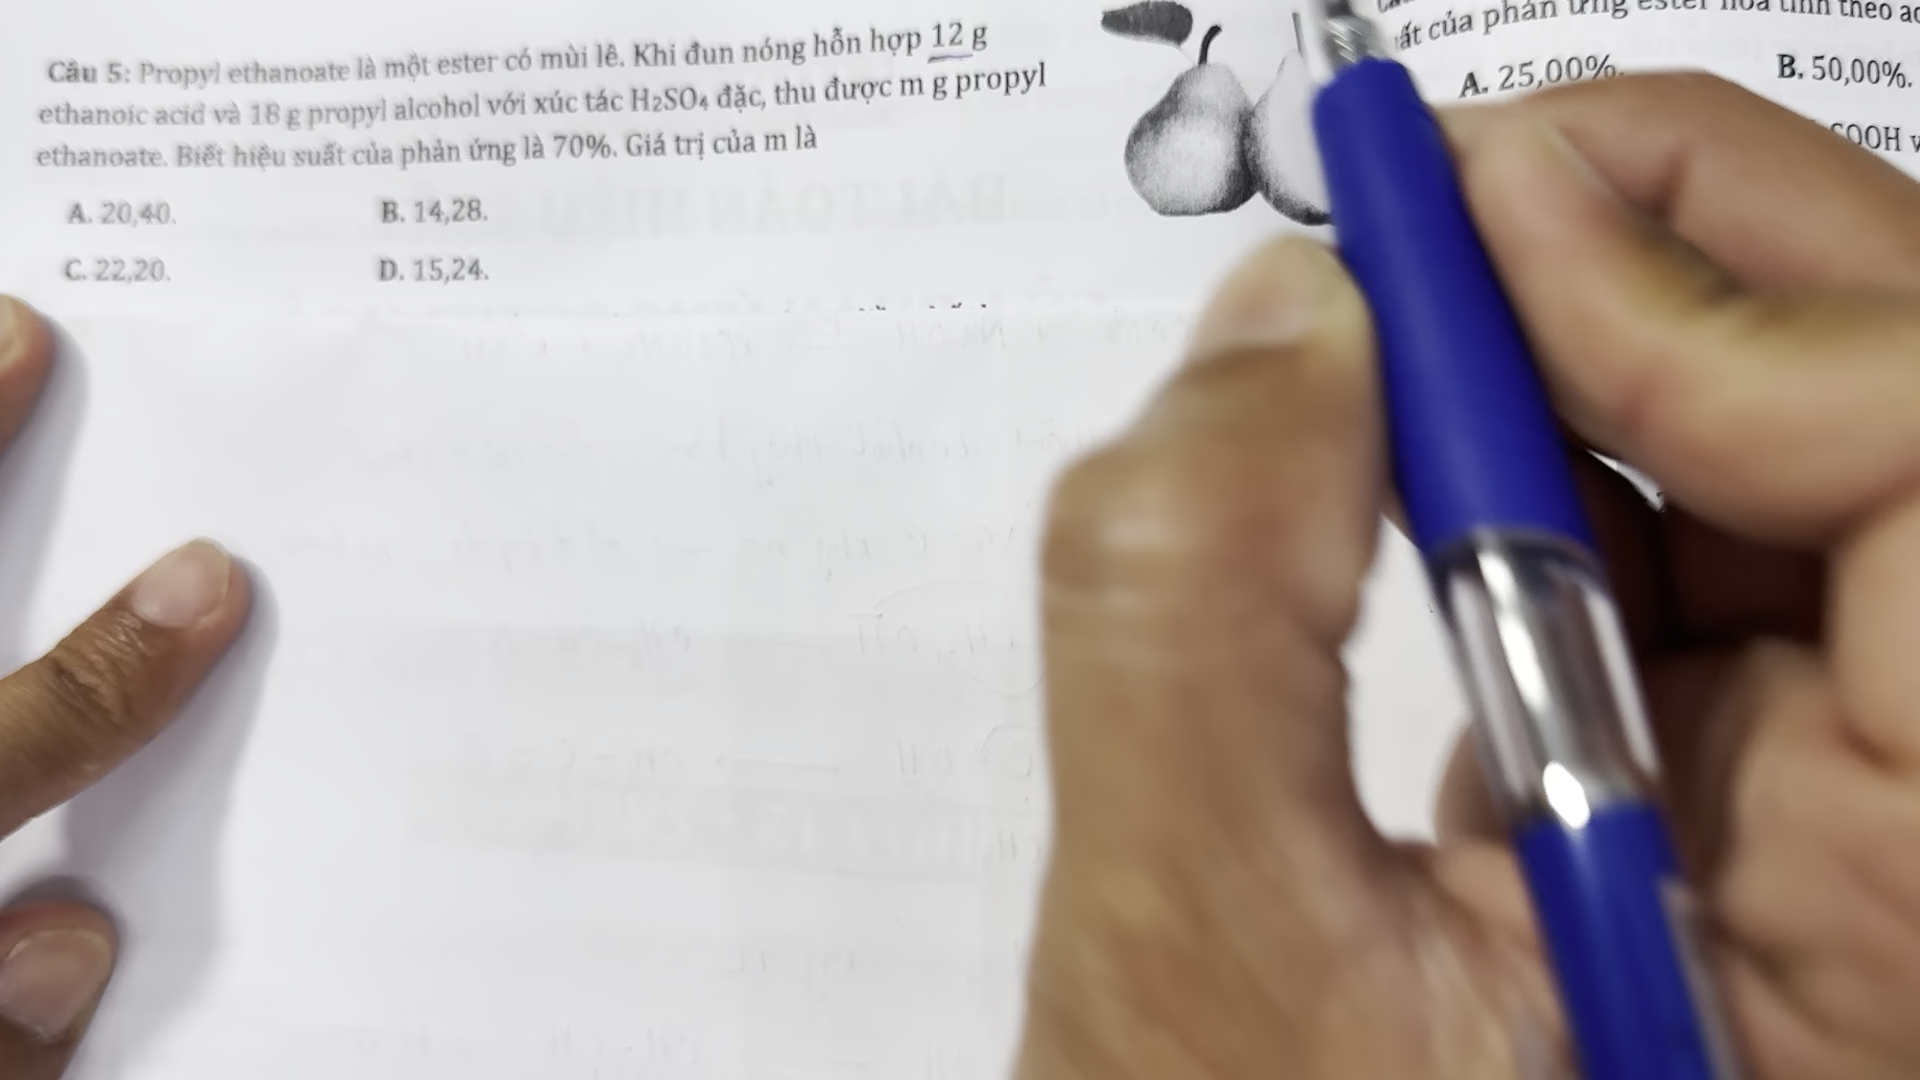 Câu 5: Propyl ethanoate là một ester có mùi lê. Khi đun nóng hỗn hợp 12 g
ethanoic acid và 18 g propyl alcohol với xúc tác H₂SO₄ đặc, thu được m g propyl
ethanoate. Biết hiệu suất của phản ứng là 70%. Giá trị của m là
A. 20,40.
B. 14,28.
C. 22,20.
D. 15,24.
của phản ứng ester hoá tính theo
A. 25,00%.
B. 50,00%.
COOH